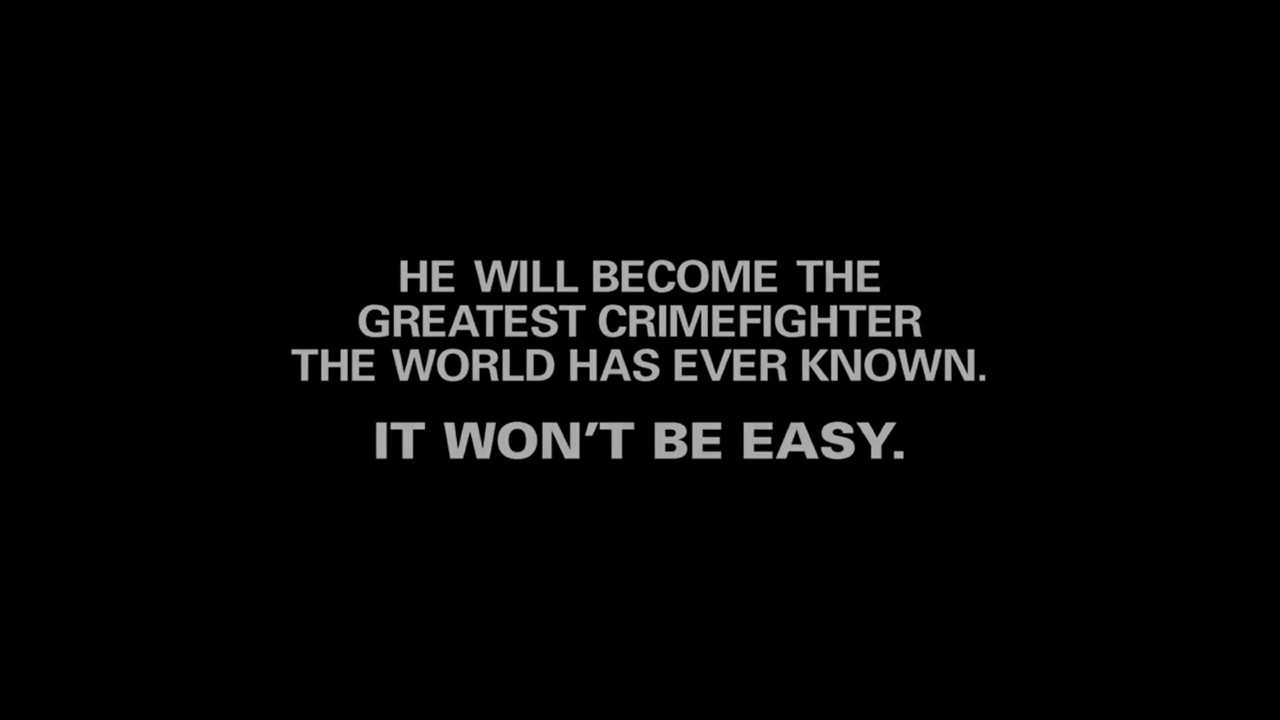 HE WILL BECOME THE
GREATEST CRIMEFIGHTER
THE WORLD HAS EVER KNOWN.
IT WON'T BE EASY.